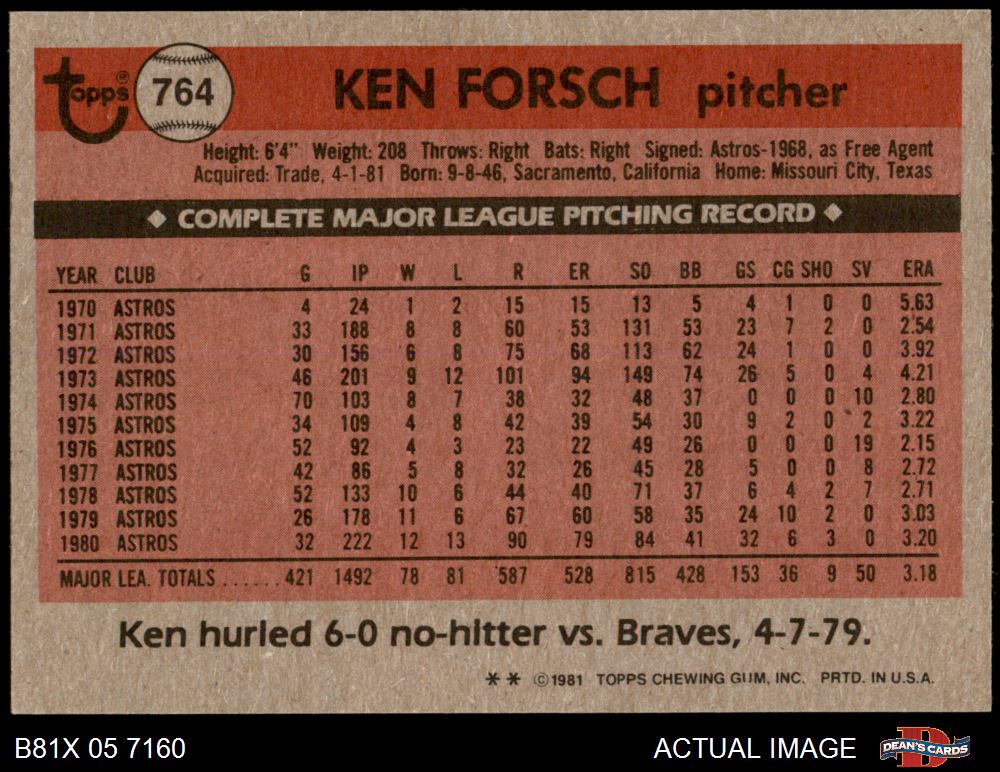 topps® 764 KEN FORSCH pitcher
Height: 6'4" Weight: 208 Throws: Right Bats: Right Signed: Astros-1968, as Free Agent
Acquired: Trade, 4-1-81 Born: 9-8-46, Sacramento, California Home: Missouri City, Texas
◆ COMPLETE MAJOR LEAGUE PITCHING RECORD ◆
YEAR CLUB G IP W L R ER SO BB GS CG SHO SV ERA
1970 ASTROS 4 24 1 2 15 15 13 5 4 1 0 0 5.63
1971 ASTROS 33 188 8 8 60 53 131 53 23 7 2 0 2.54
1972 ASTROS 30 156 6 8 75 68 113 62 24 1 0 0 3.92
1973 ASTROS 46 201 9 12 101 94 149 74 26 5 0 4 4.21
1974 ASTROS 70 103 8 7 38 32 48 37 0 0 0 10 2.80
1975 ASTROS 34 109 4 8 42 39 54 30 9 2 0 2 3.22
1976 ASTROS 52 92 4 3 23 22 49 26 0 0 0 19 2.15
1977 ASTROS 42 86 5 8 32 26 45 28 5 0 0 8 2.72
1978 ASTROS 52 133 10 6 44 40 71 37 6 4 2 7 2.71
1979 ASTROS 26 178 11 6 67 60 58 35 24 10 2 0 3.03
1980 ASTROS 32 222 12 13 90 79 84 41 32 6 3 0 3.20
MAJOR LEA. TOTALS ......421 1492 78 81 587 528 815 428 153 36 9 50 3.18
Ken hurled 6-0 no-hitter vs. Braves, 4-7-79.
** ©1981 TOPPS CHEWING GUM, INC. PRTD. IN U.S.A.
B81X 05 7160 ACTUAL IMAGE DEAN'S CARDS